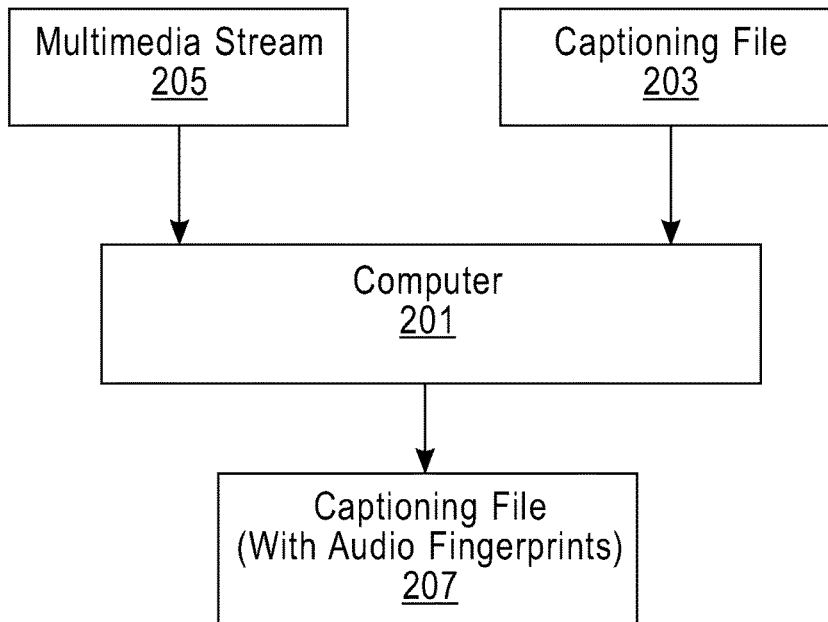 Multimedia Stream
205
Captioning File
203
Computer
201
Captioning File
(With Audio Fingerprints)
207